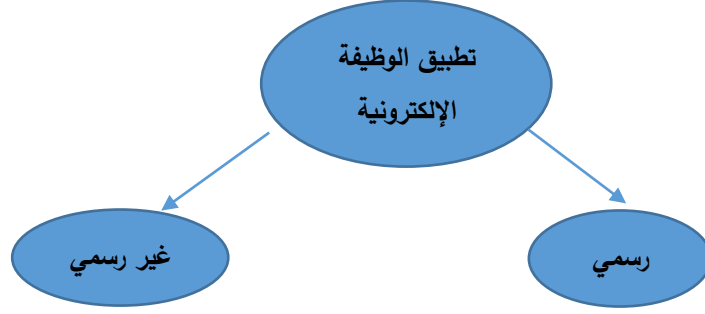 تطبيق الوظيفة
الإلكترونية
رسمي
غير رسمي